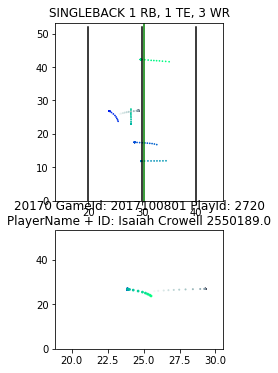 SINGLEBACK 1 RB, 1 TE, 3 WR
50
40
30
20
10
0
20 30 40
20170 GameId: 2017100801 PlayId: 2720
PlayerName + ID: Isaiah Crowell 2550189.0
40
20
0
20.0 22.5 25.0 27.5 30.0